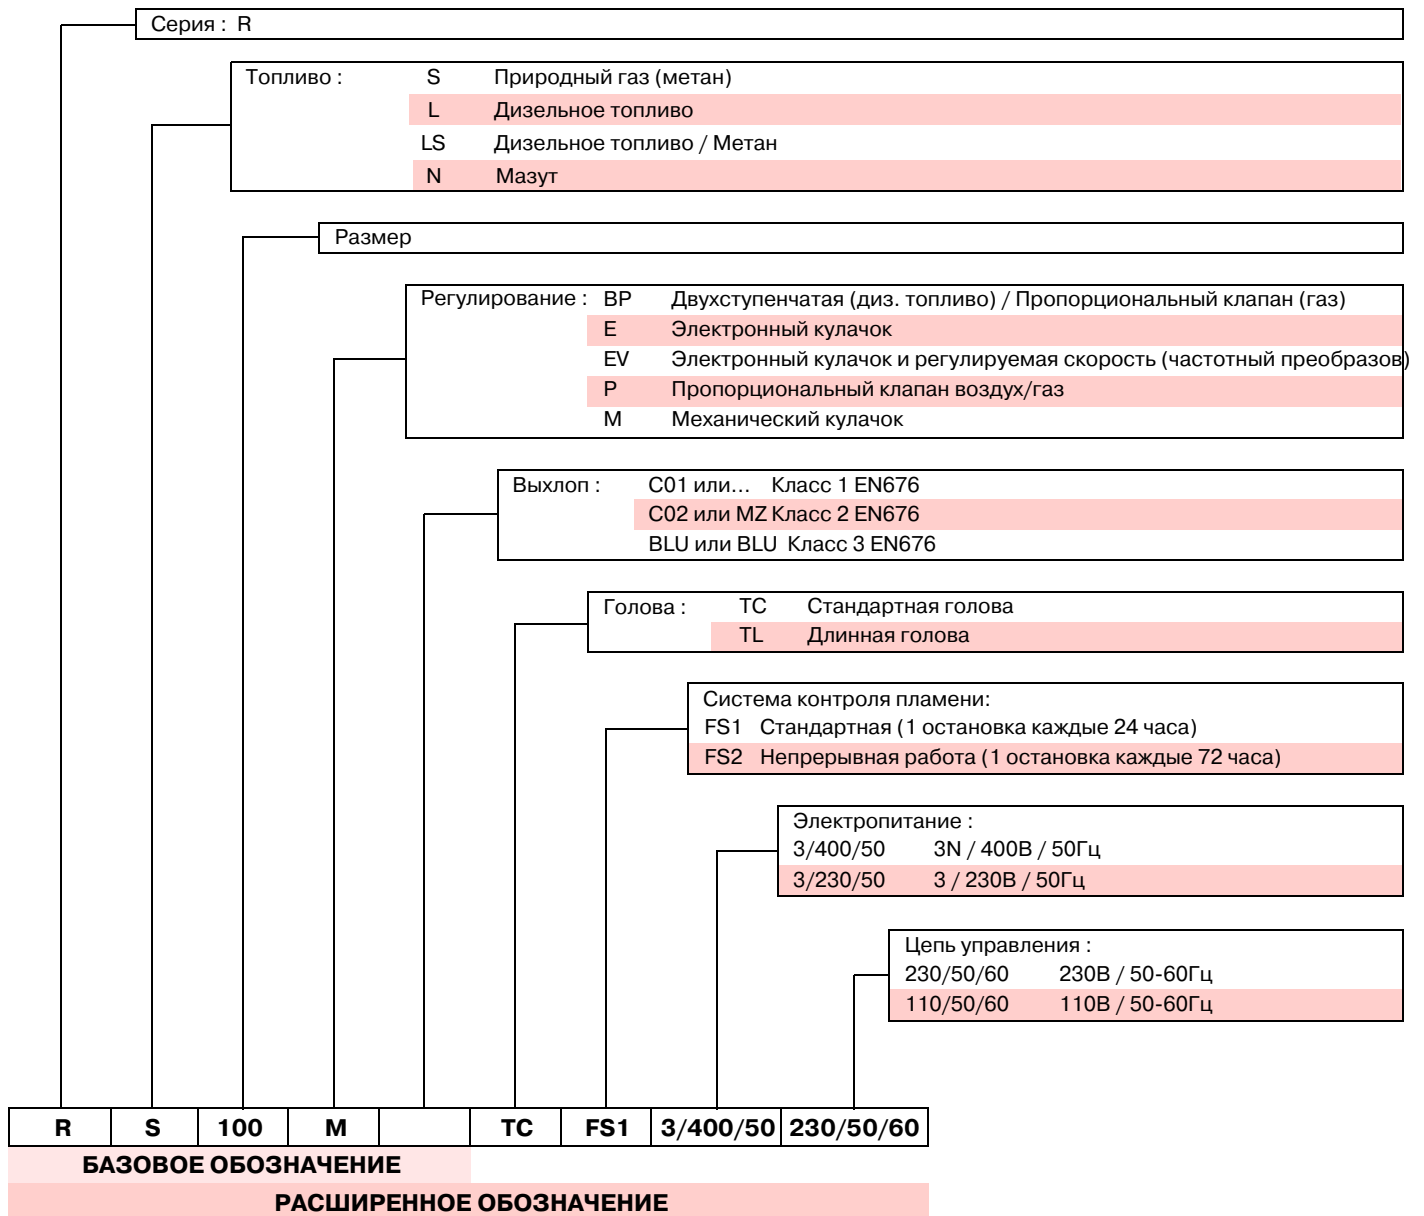 Серия : R
Топливо : S Природный газ (метан)
L Дизельное топливо
LS Дизельное топливо / Метан
N Мазут
Размер
Регулирование : BP Двухступенчатая (диз. топливо) / Пропорциональный клапан (газ)
E Электронный кулачок
EV Электронный кулачок и регулируемая скорость (частотный преобразов)
P Пропорциональный клапан воздух/газ
M Механический кулачок
Выхлоп : C01 или... Класс 1 EN676
C02 или MZ Класс 2 EN676
BLU или BLU Класс 3 EN676
Голова : TC Стандартная голова
TL Длинная голова
Система контроля пламени:
FS1 Стандартная (1 остановка каждые 24 часа)
FS2 Непрерывная работа (1 остановка каждые 72 часа)
Электропитание :
3/400/50 3N / 400В / 50Гц
3/230/50 3 / 230В / 50Гц
Цепь управления :
230/50/60 230В / 50-60Гц
110/50/60 110В / 50-60Гц
R S 100 M TC FS1 3/400/50 230/50/60
БАЗОВОЕ ОБОЗНАЧЕНИЕ
РАСШИРЕННОЕ ОБОЗНАЧЕНИЕ